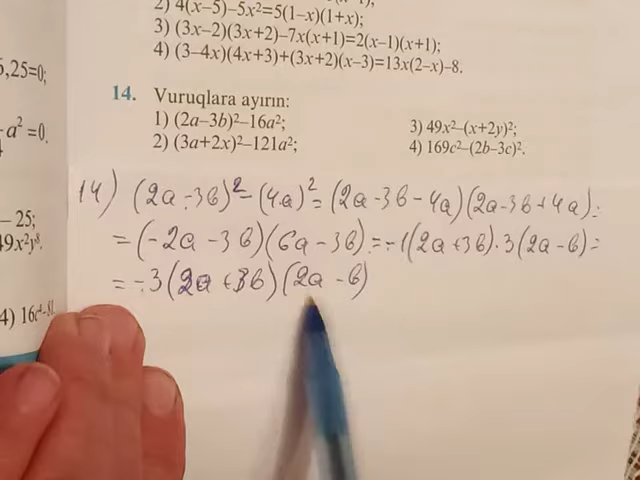 2) 4(x–5)–5x²=5(1–x)(1+x);
3) (3x–2)(3x+2)–7x(x+1)=2(x–1)(x+1);
4) (3–4x)(4x+3)+(3x+2)(x–3)=13x(2–x)–8.
,25=0;
a²=0.
– 25;
49x²y⁸.
4) 16c⁴-81.
14. Vuruqlara ayırın:
1) (2a–3b)²–16a²;
2) (3a+2x)²–121a²;
3) 49x²–(x+2y)²;
4) 169c²–(2b–3c)².
14) (2a-3b)²-(4a)²=(2a-3b-4a)(2a-3b+4a)=
=(-2a-3b)(6a-3b)=-1(2a+3b)·3(2a-b)=
=-3(2a+3b)(2a-b)